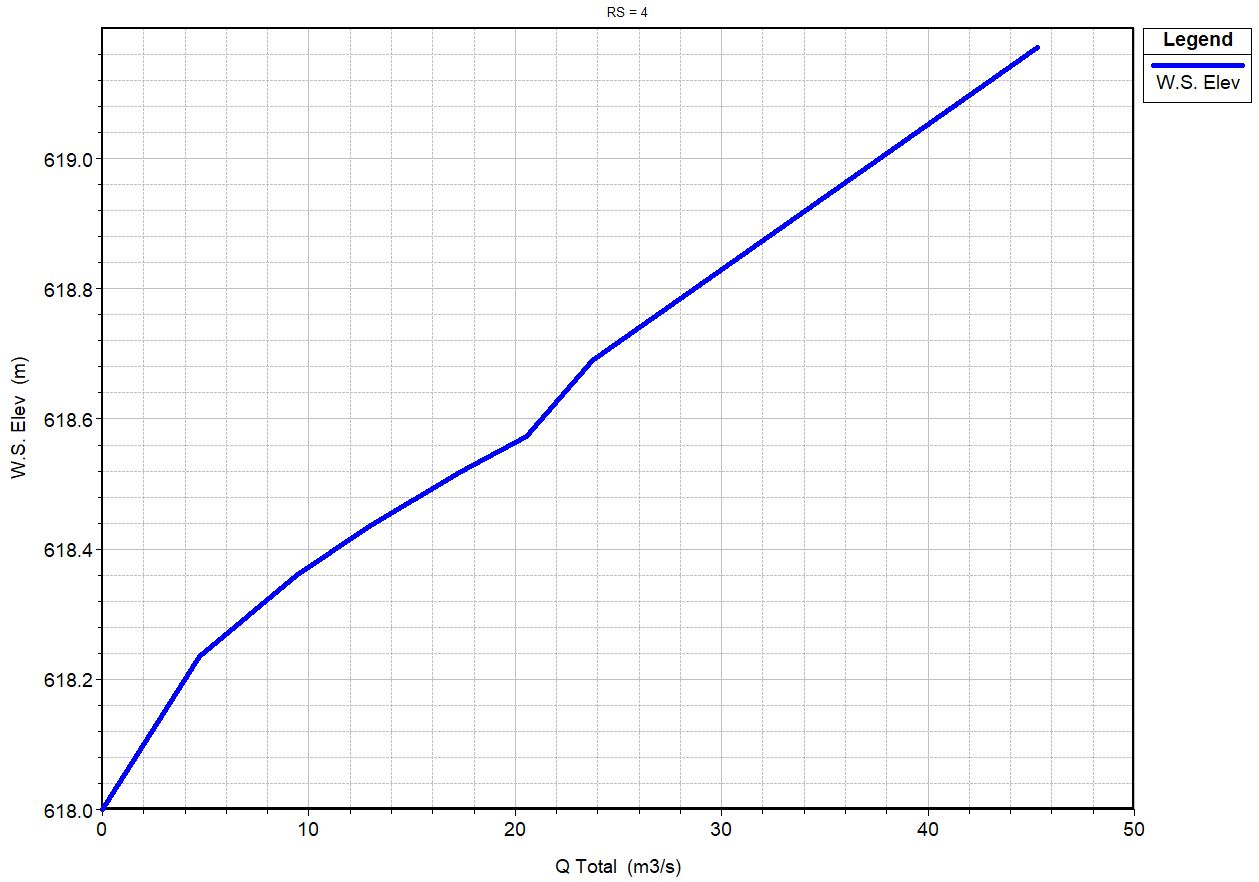 RS = 4
Legend
W.S. Elev
W.S. Elev (m)
619.0
618.8
618.6
618.4
618.2
618.0
0 10 20 30 40 50
Q Total (m3/s)